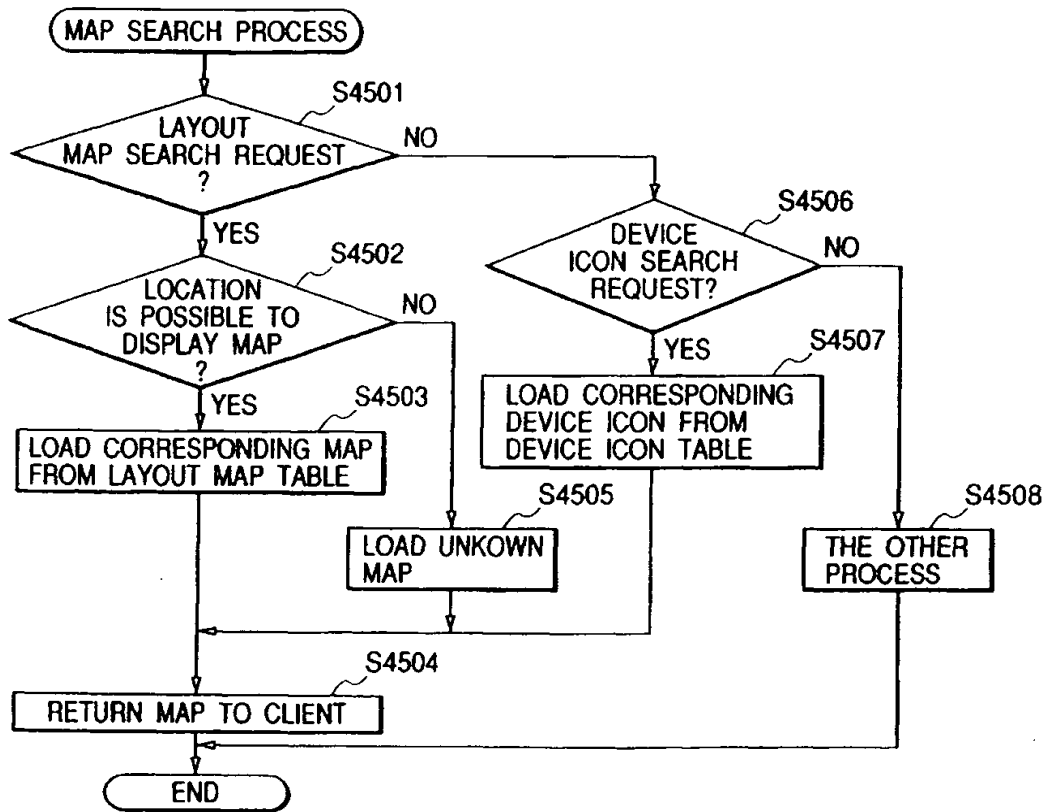 MAP SEARCH PROCESS
S4501
LAYOUT
MAP SEARCH REQUEST
?
NO
YES
S4506
DEVICE
ICON SEARCH
REQUEST?
NO
YES
S4502
LOCATION
IS POSSIBLE TO
DISPLAY MAP
?
NO
YES
S4507
LOAD CORRESPONDING
DEVICE ICON FROM
DEVICE ICON TABLE
S4503
LOAD CORRESPONDING MAP
FROM LAYOUT MAP TABLE
S4505
LOAD UNKOWN
MAP
S4508
THE OTHER
PROCESS
S4504
RETURN MAP TO CLIENT
END